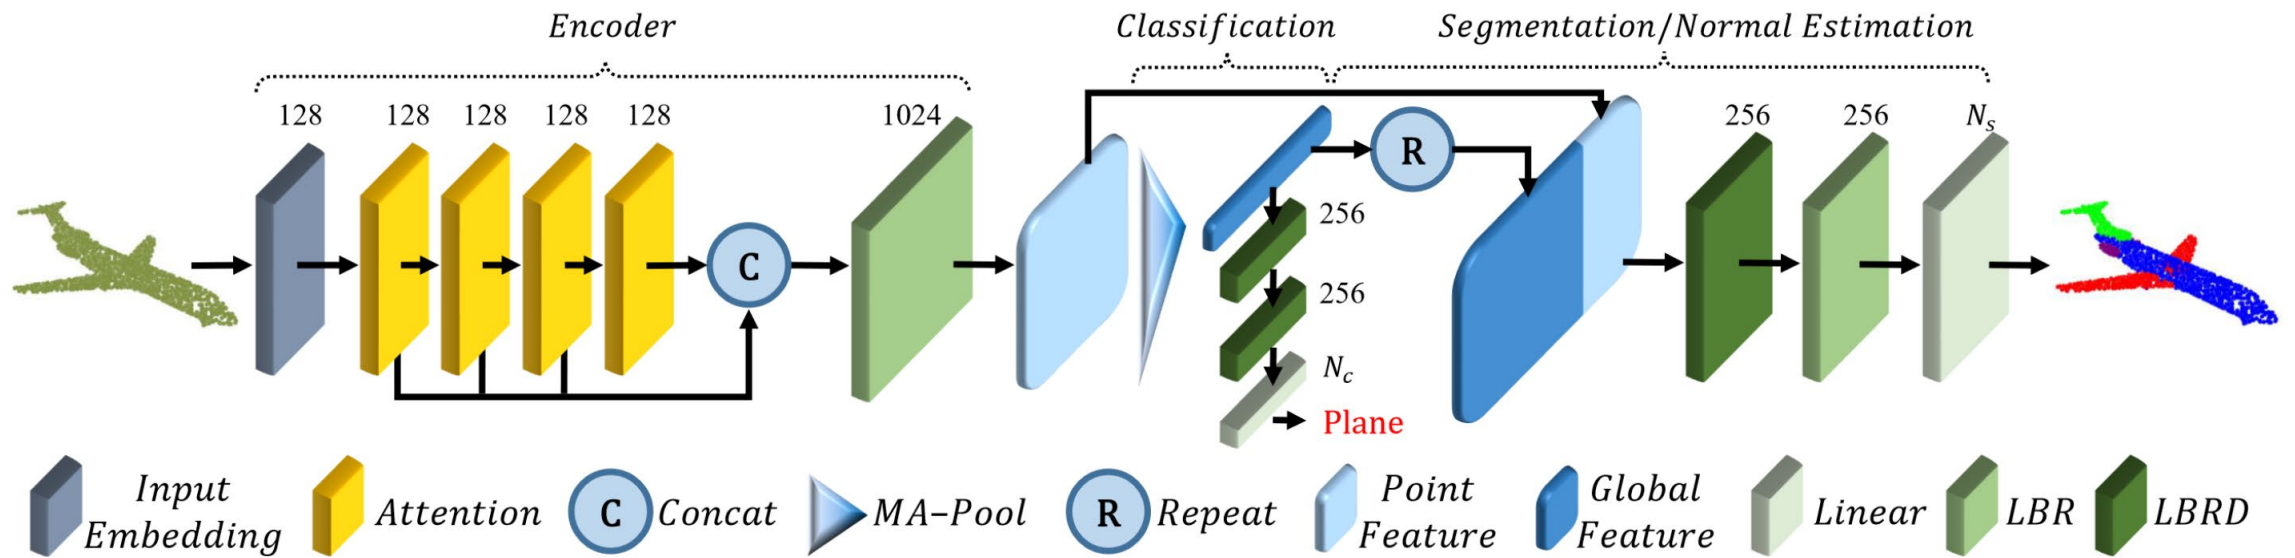 Encoder
Classification
Segmentation/Normal Estimation
128
128
128
128
128
1024
256
256
N_s
R
256
C
256
N_c
Plane
Input
Embedding
Attention
C
Concat
MA–Pool
R
Repeat
Point
Feature
Global
Feature
Linear
LBR
LBRD